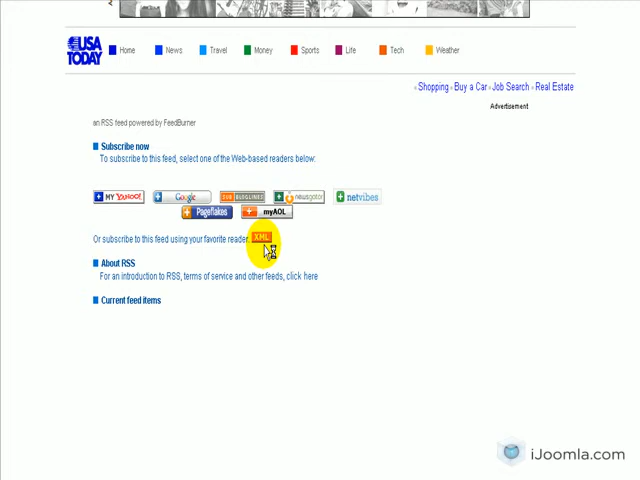 USA
TODAY
Home News Travel Money Sports Life Tech Weather
Shopping Buy a Car Job Search Real Estate
Advertisement
an RSS feed powered by FeedBurner
Subscribe now
To subscribe to this feed, select one of the Web-based readers below:
MY YAHOO! Google BLOGLINES newsgator netvibes
Pageflakes myAOL
Or subscribe to this feed using your favorite reader. XML
About RSS
For an introduction to RSS, terms of service and other feeds, click here
Current feed items
iJoomla.com